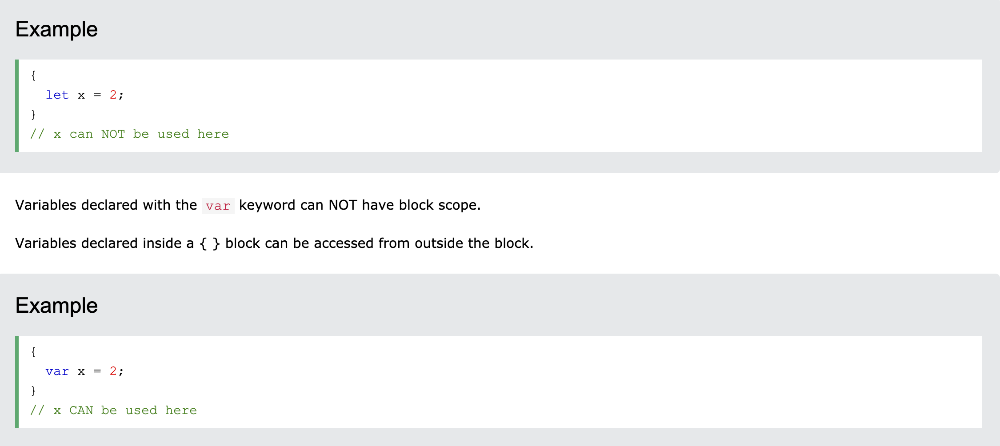 Example
{
  let x = 2;
}
// x can NOT be used here
Variables declared with the var keyword can NOT have block scope.
Variables declared inside a { } block can be accessed from outside the block.
Example
{
  var x = 2;
}
// x CAN be used here